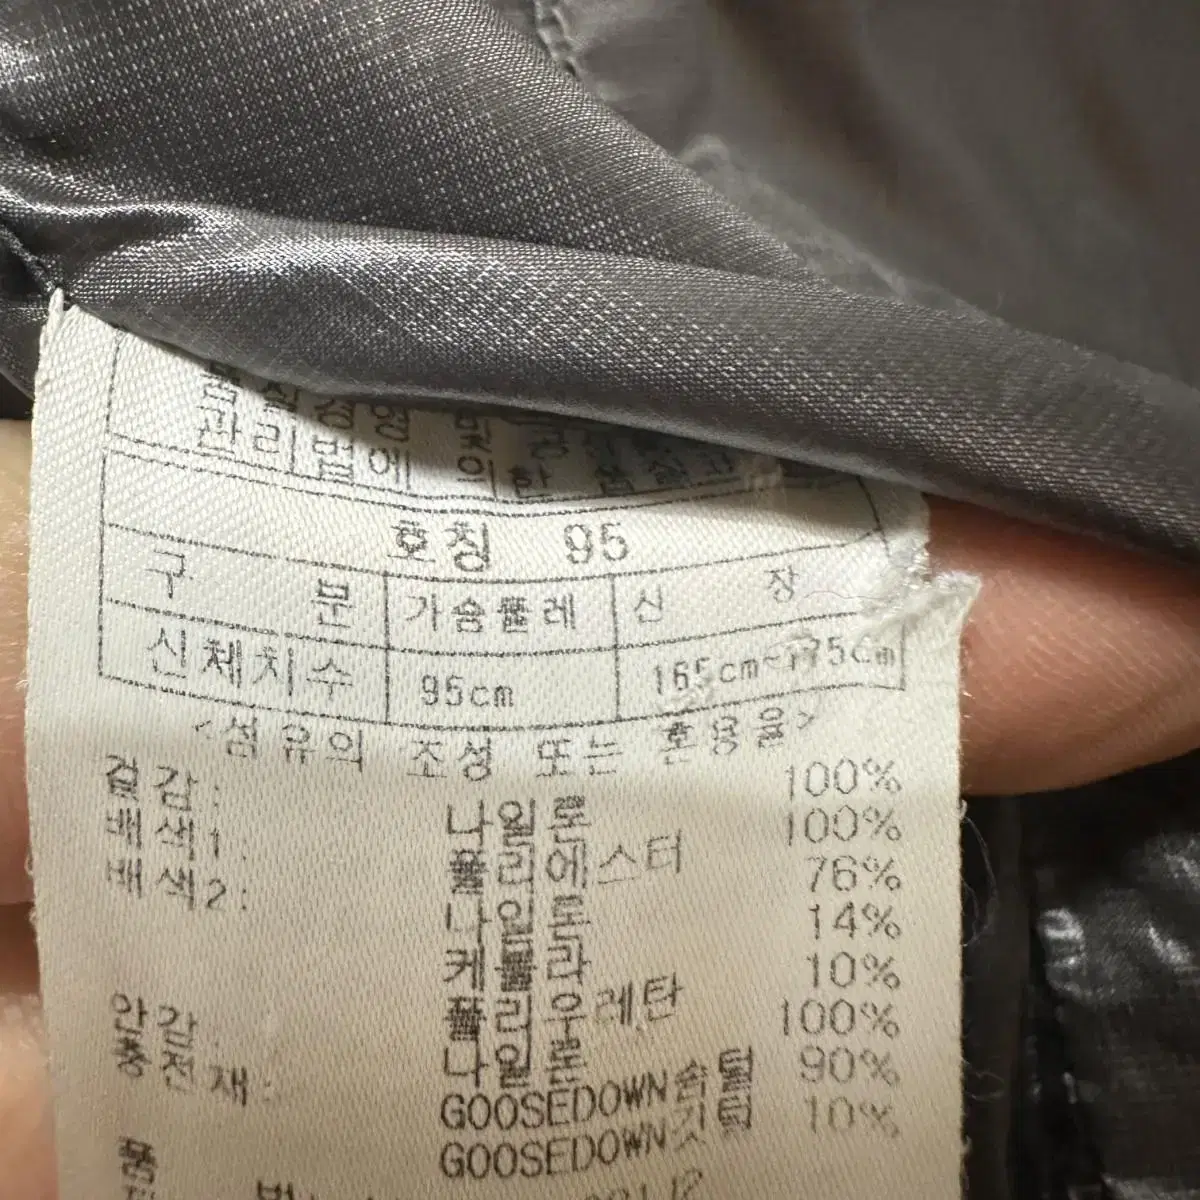 관리법에 의한
호칭 95
구 분 가슴둘레 신 장
신체치수 95cm 165cm~175cm
<섬유의 조성 또는 혼용율>
겉감: 나일론 100%
배색1: 폴리에스터 100%
배색2: 나일론 76%
케블라 14%
폴리우레탄 10%
안감: 나일론 100%
충전재: GOOSEDOWN솜털 90%
GOOSEDOWN깃털 10%